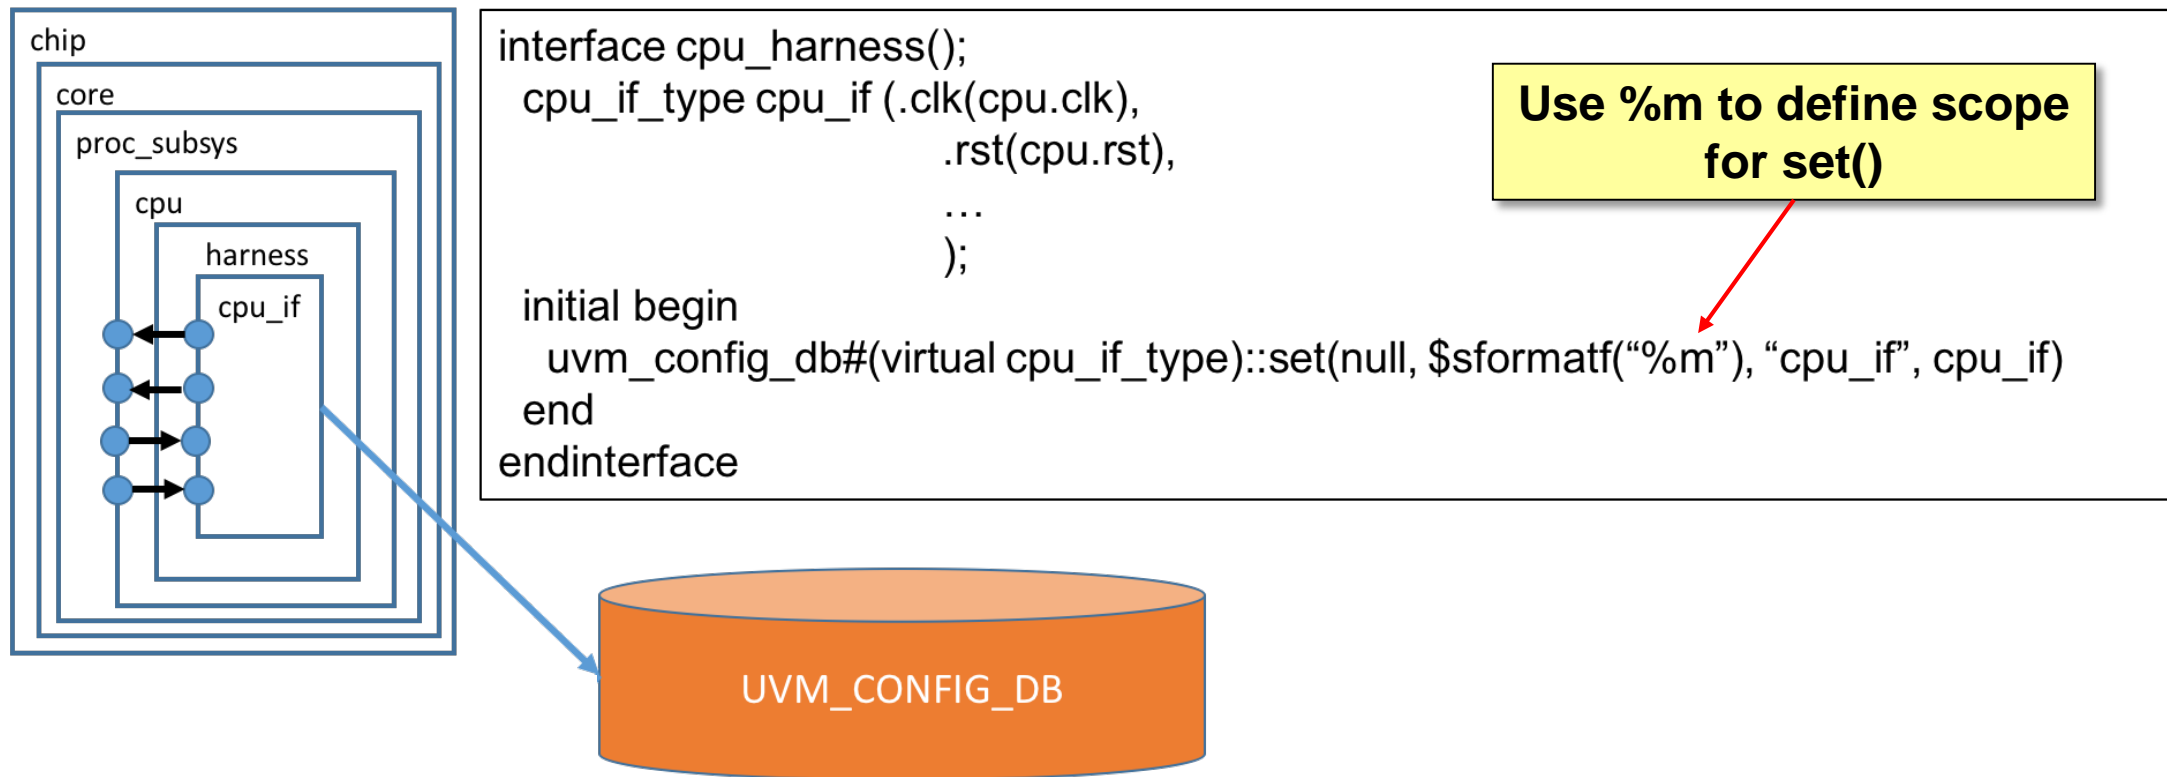 chip
core
proc_subsys
cpu
harness
cpu_if
interface cpu_harness();
cpu_if_type cpu_if (.clk(cpu.clk),
.rst(cpu.rst),
…
);
initial begin
uvm_config_db#(virtual cpu_if_type)::set(null, $sformatf(“%m”), “cpu_if”, cpu_if)
end
endinterface
Use %m to define scope
for set()
UVM_CONFIG_DB